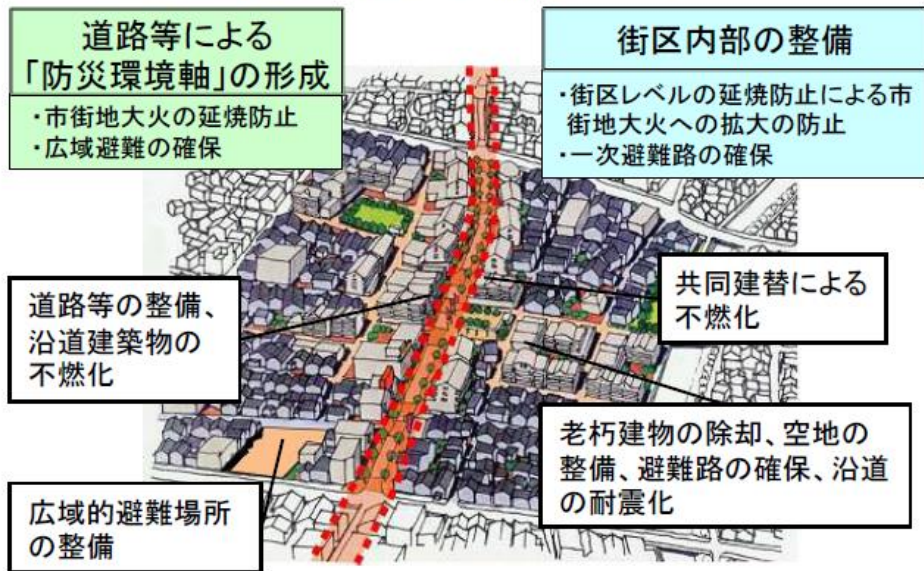 道路等による
「防災環境軸」の形成
・市街地大火の延焼防止
・広域避難の確保
街区内部の整備
・街区レベルの延焼防止による市
街地大火への拡大の防止
・一次避難路の確保
道路等の整備、
沿道建築物の
不燃化
共同建替による
不燃化
老朽建物の除却、空地の
整備、避難路の確保、沿道
の耐震化
広域的避難場所
の整備